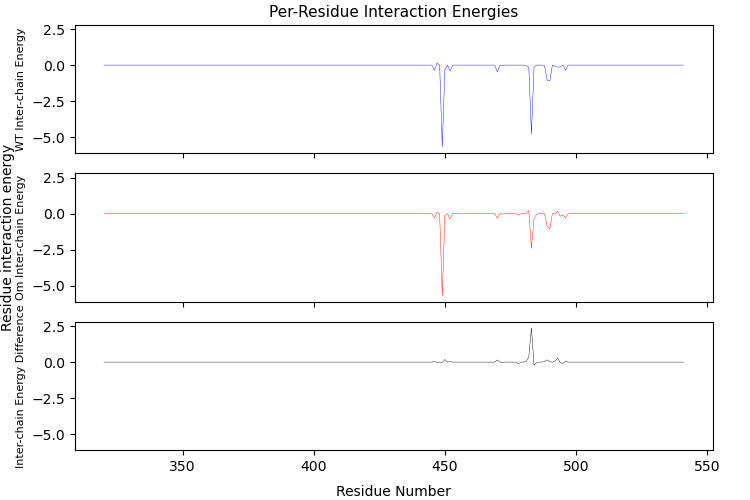 Per-Residue Interaction Energies
Residue interaction energy
WT Inter-chain Energy
2.5
0.0
−2.5
−5.0
Om Inter-chain Energy
2.5
0.0
−2.5
−5.0
Inter-chain Energy Difference
2.5
0.0
−2.5
−5.0
350 400 450 500 550
Residue Number